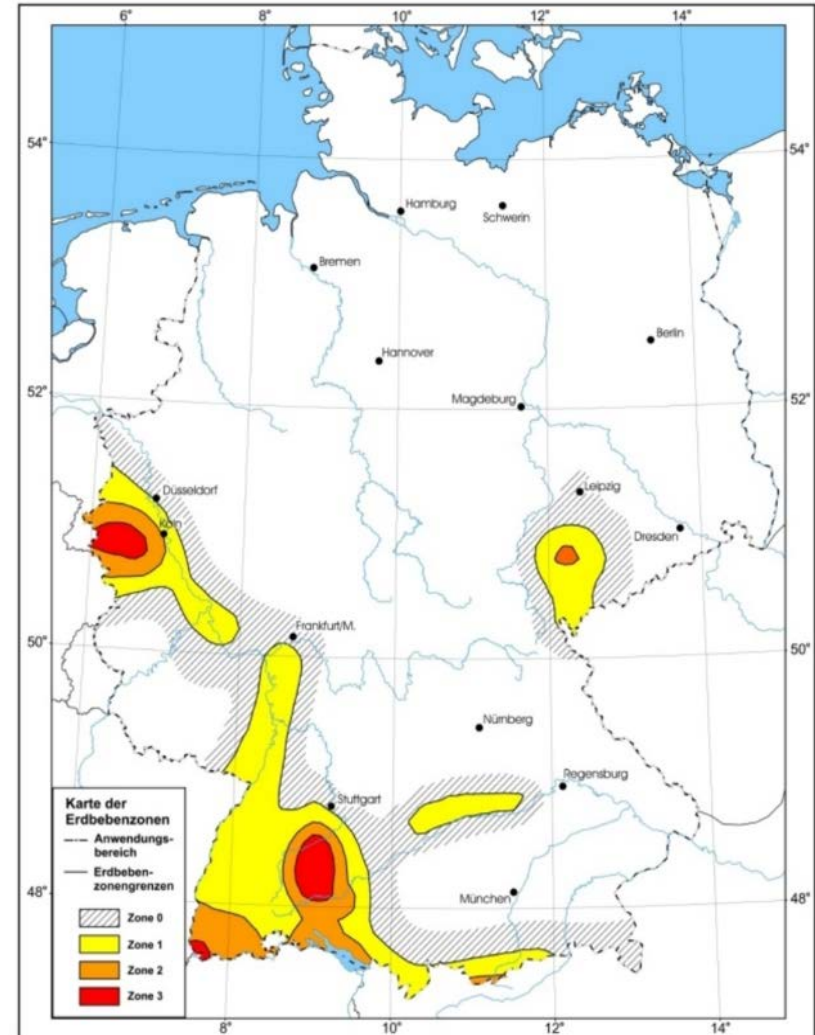 6°
8°
10°
12°
14°
54°
54°
Hamburg
Schwerin
Bremen
Berlin
Hannover
52°
52°
Magdeburg
Düsseldorf
Leipzig
Köln
Dresden
50°
50°
Frankfurt/M.
Nürnberg
Regensburg
Stuttgart
48°
48°
München
Karte der
Erdbebenzonen
Anwendungs-
bereich
Erdbeben-
zonengrenzen
Zone 0
Zone 1
Zone 2
Zone 3
8°
10°
12°
14°